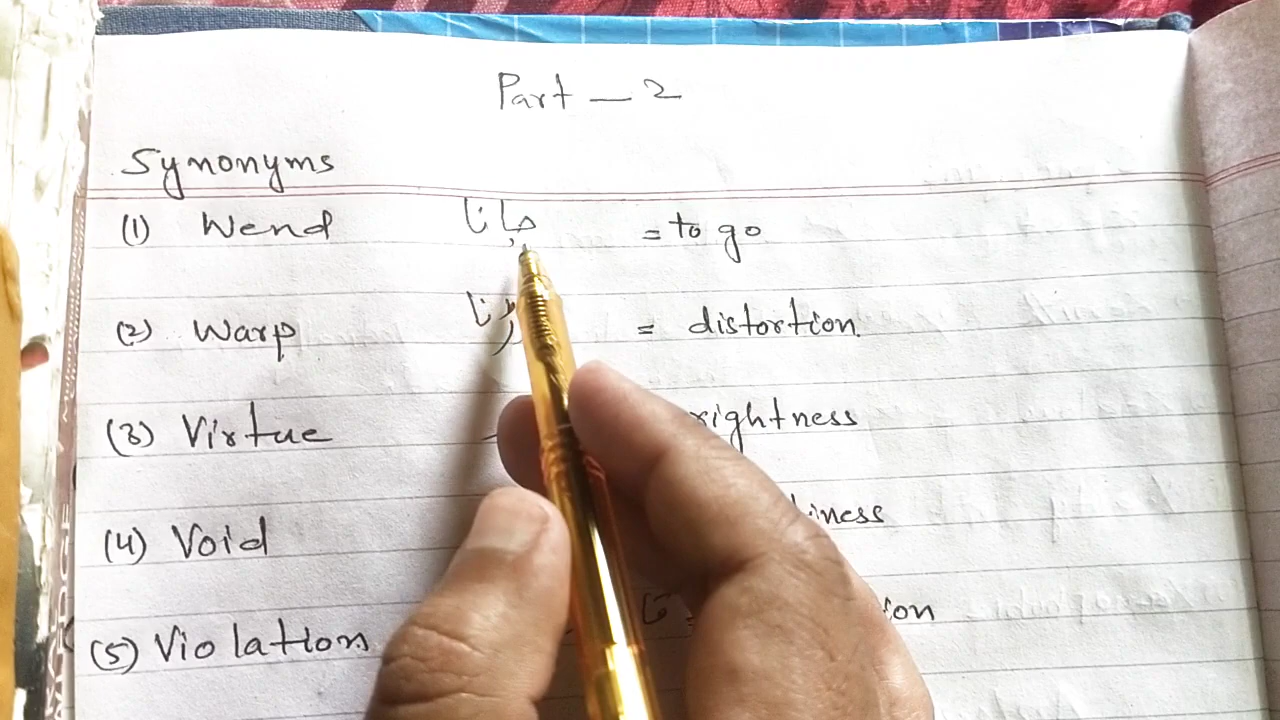 Part — 2
Synonyms
(1) Wend جانا = to go
(2) Warp = distortion
(3) Virtue
(4) Void
(5) Violation